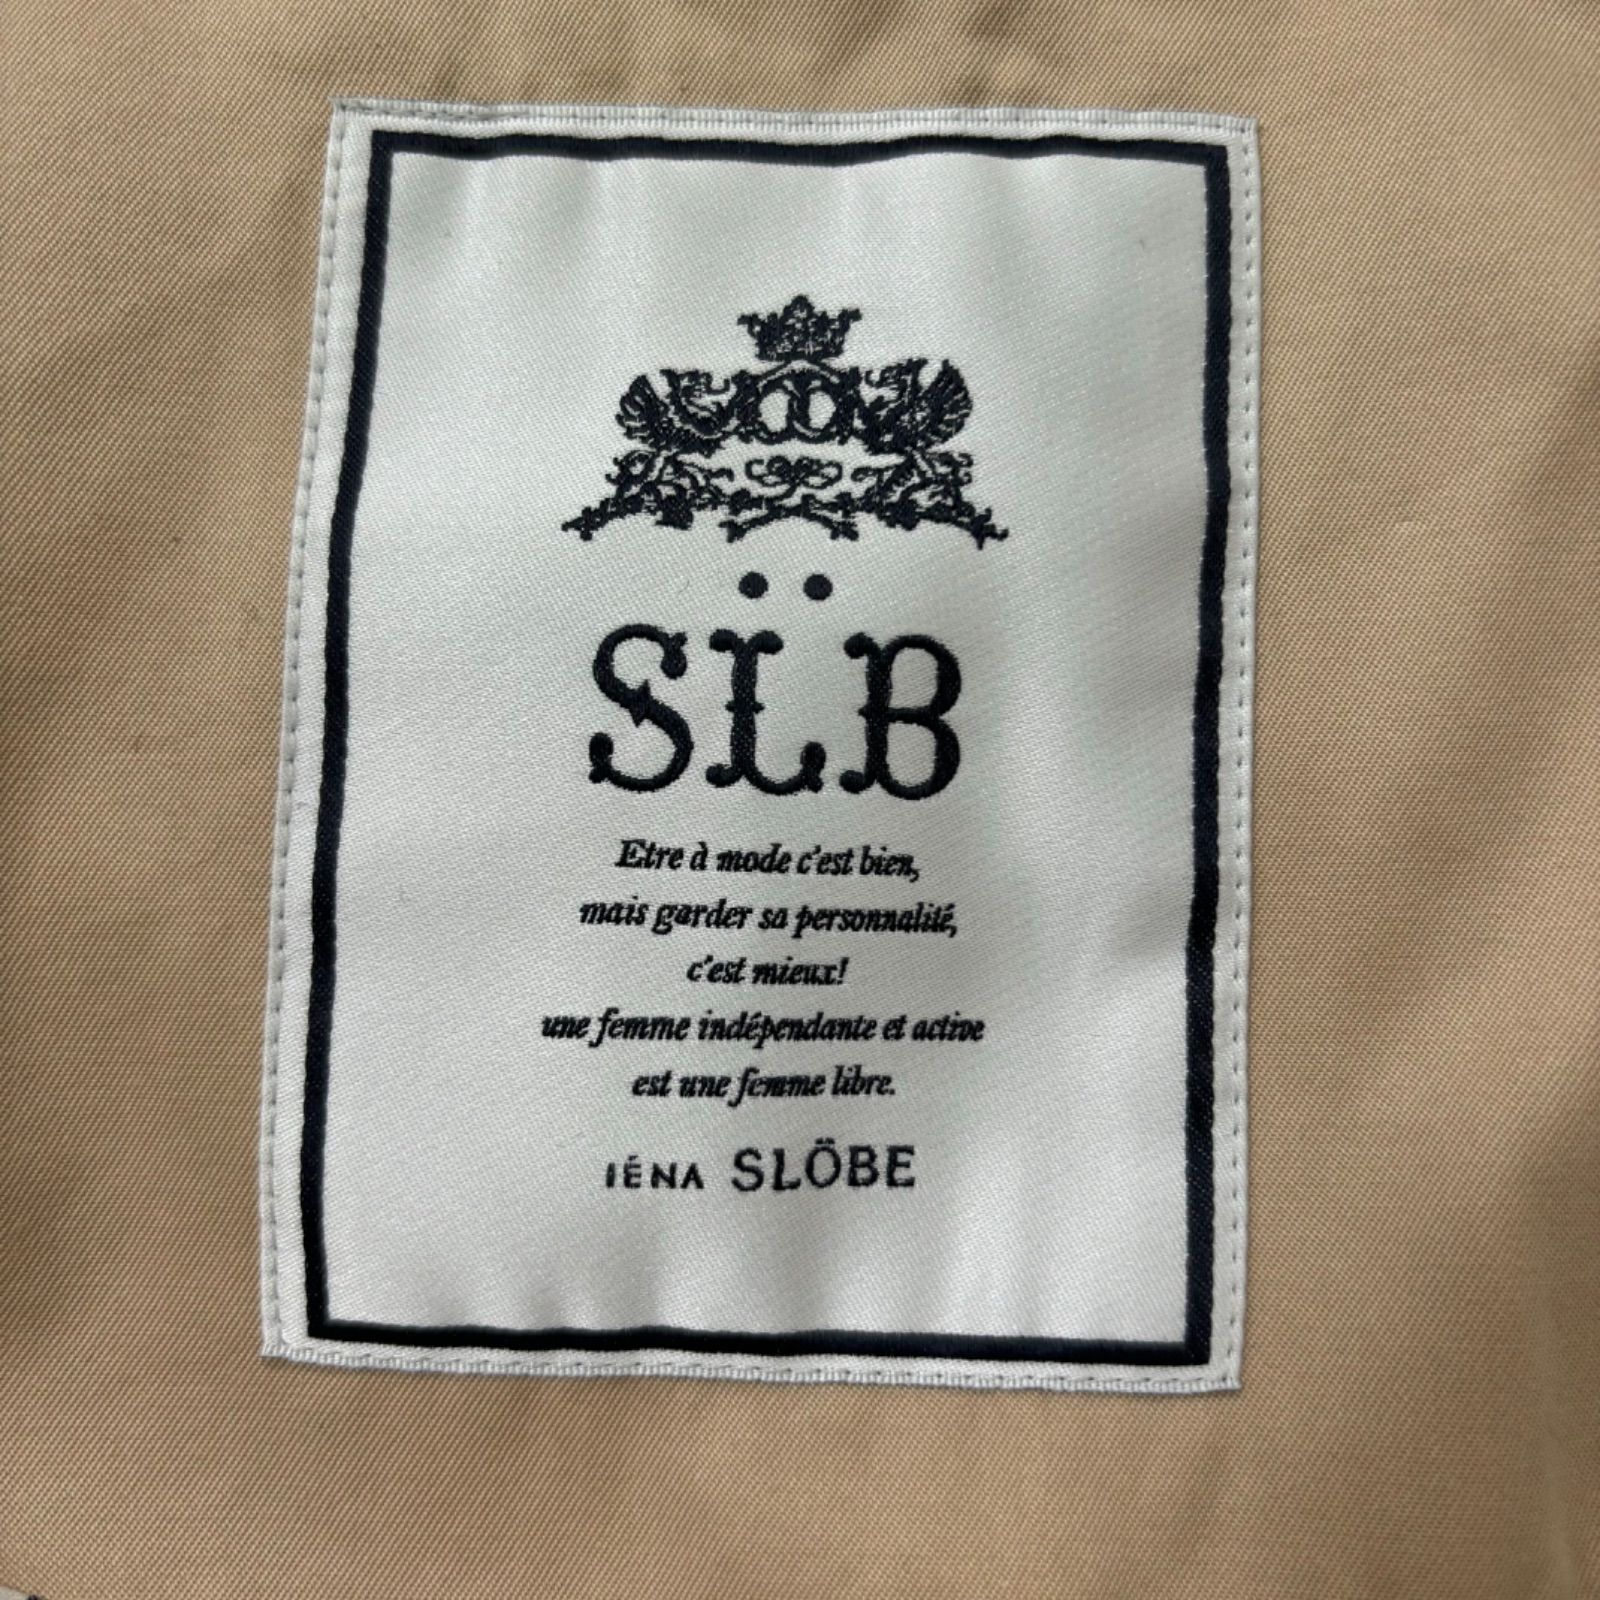 SL̈B
Etre à mode c'est bien,
mais garder sa personnalité,
c'est mieux!
une femme indépendante et active
est une femme libre.
IÉNA SLÖBE